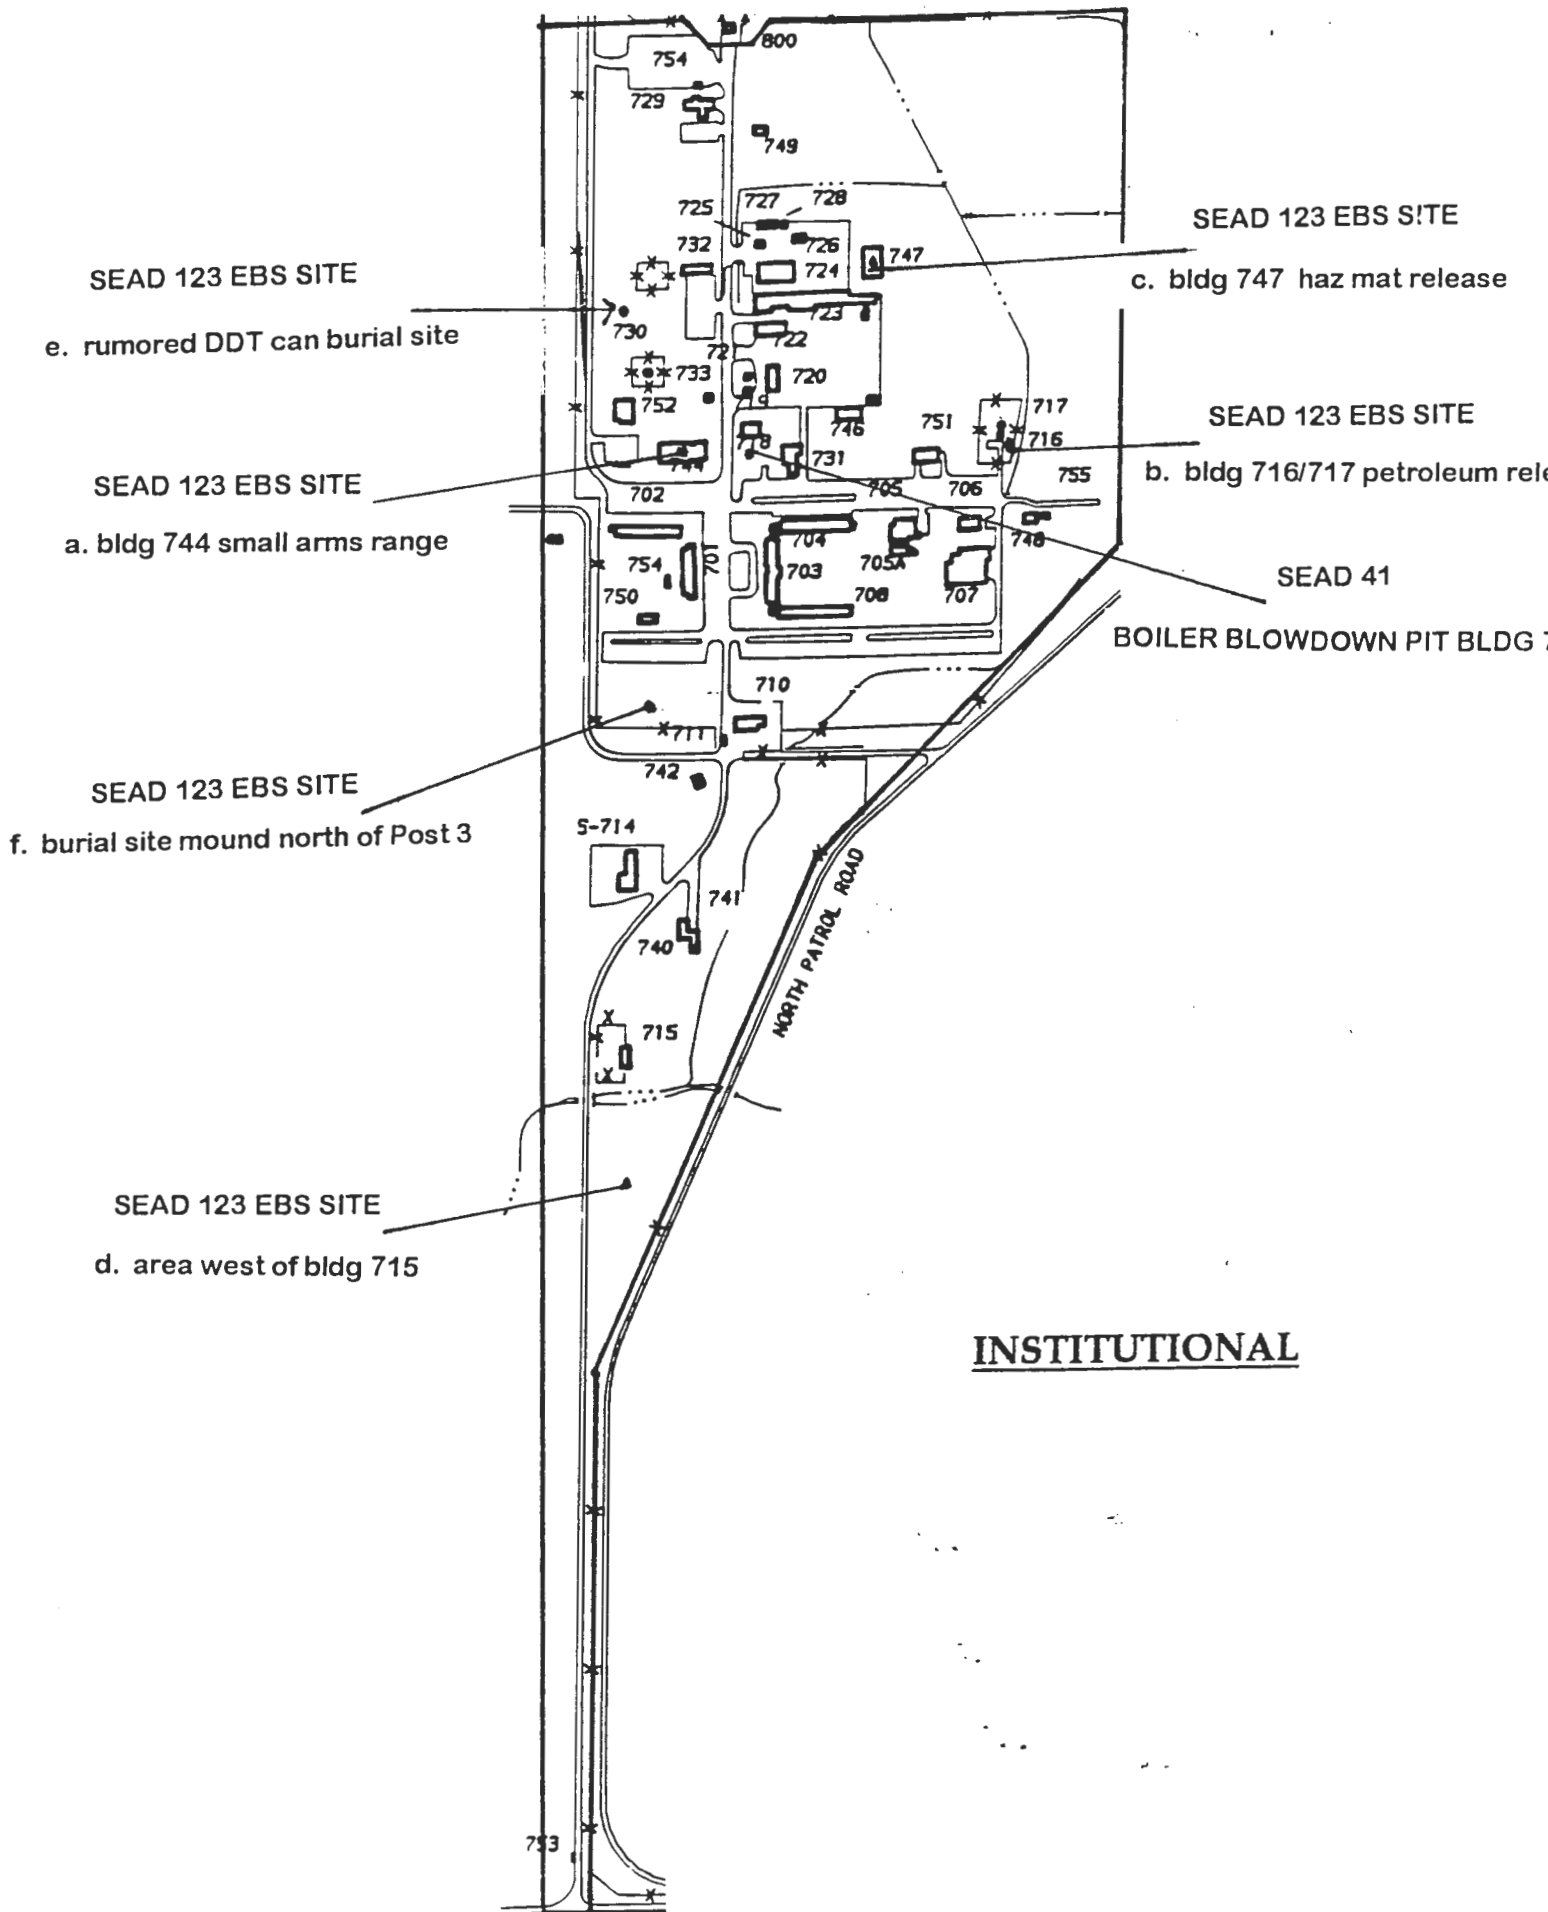 800
754
729
749
727
728
725
SEAD 123 EBS SITE
732
726
747
SEAD 123 EBS SITE
724
c. bldg 747 haz mat release
723
730
e. rumored DDT can burial site
722
72
733
720
752
717
SEAD 123 EBS SITE
746
751
716
731
755
b. bldg 716/717 petroleum rele
SEAD 123 EBS SITE
702
705
706
a. bldg 744 small arms range
704
748
754
701
703
705A
SEAD 41
750
708
707
BOILER BLOWDOWN PIT BLDG 7
710
711
742
SEAD 123 EBS SITE
S-714
f. burial site mound north of Post 3
741
740
NORTH PATROL ROAD
715
SEAD 123 EBS SITE
d. area west of bldg 715
INSTITUTIONAL
753